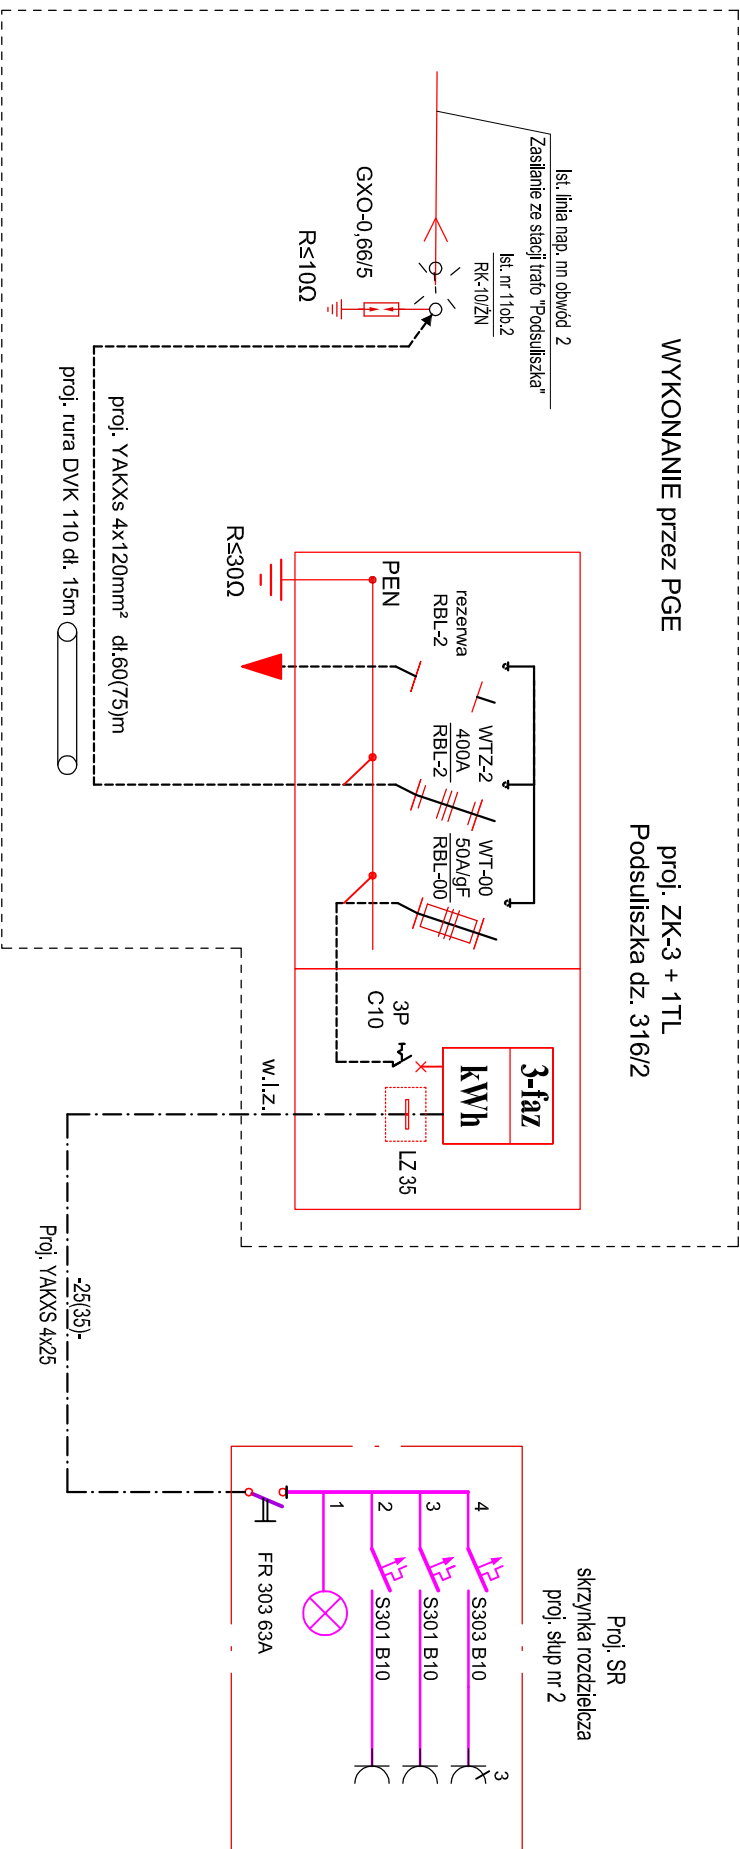 WYKONANIE przez PGE
proj. ZK-3 + 1TL
Podsuliszka dz. 316/2
Ist. linia nap. nn obwód 2
Zasilanie ze stacji trafo "Podsuliszka"
Ist. nr 11ob.2
RK-10/ŻN
GXO-0,66/5
R≤10Ω
proj. YAKXs 4x120mm² dł.60(75)m
proj. rura DVK 110 dł. 15m
PEN
R≤30Ω
rezerwa
RBL-2
WTZ-2
400A
RBL-2
WT-00
50A/gF
RBL-00
3P
C10
3-faz
kWh
LZ 35
w.l.z.
-25(35)-
Proj. YAKXS 4x25
Proj. SR
skrzynka rozdzielcza
proj. słup nr 2
4
S303 B10
3
3
S301 B10
2
S301 B10
1
FR 303 63A